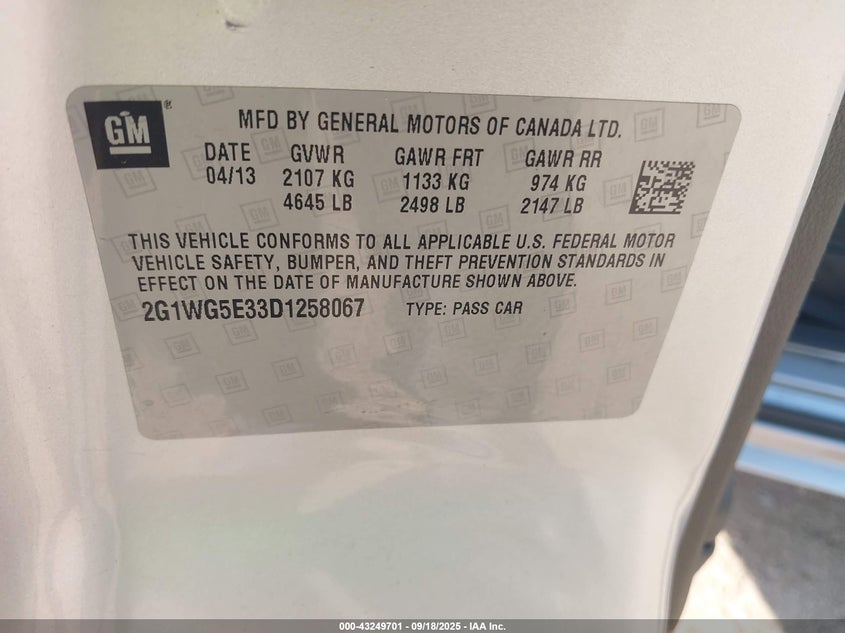 GM®
MFD BY GENERAL MOTORS OF CANADA LTD.
DATE GVWR GAWR FRT GAWR RR
04/13 2107 KG 1133 KG 974 KG
4645 LB 2498 LB 2147 LB
THIS VEHICLE CONFORMS TO ALL APPLICABLE U.S. FEDERAL MOTOR
VEHICLE SAFETY, BUMPER, AND THEFT PREVENTION STANDARDS IN
EFFECT ON THE DATE OF MANUFACTURE SHOWN ABOVE.
2G1WG5E33D1258067 TYPE: PASS CAR
000-43249701 - 09/18/2025 - IAA Inc.